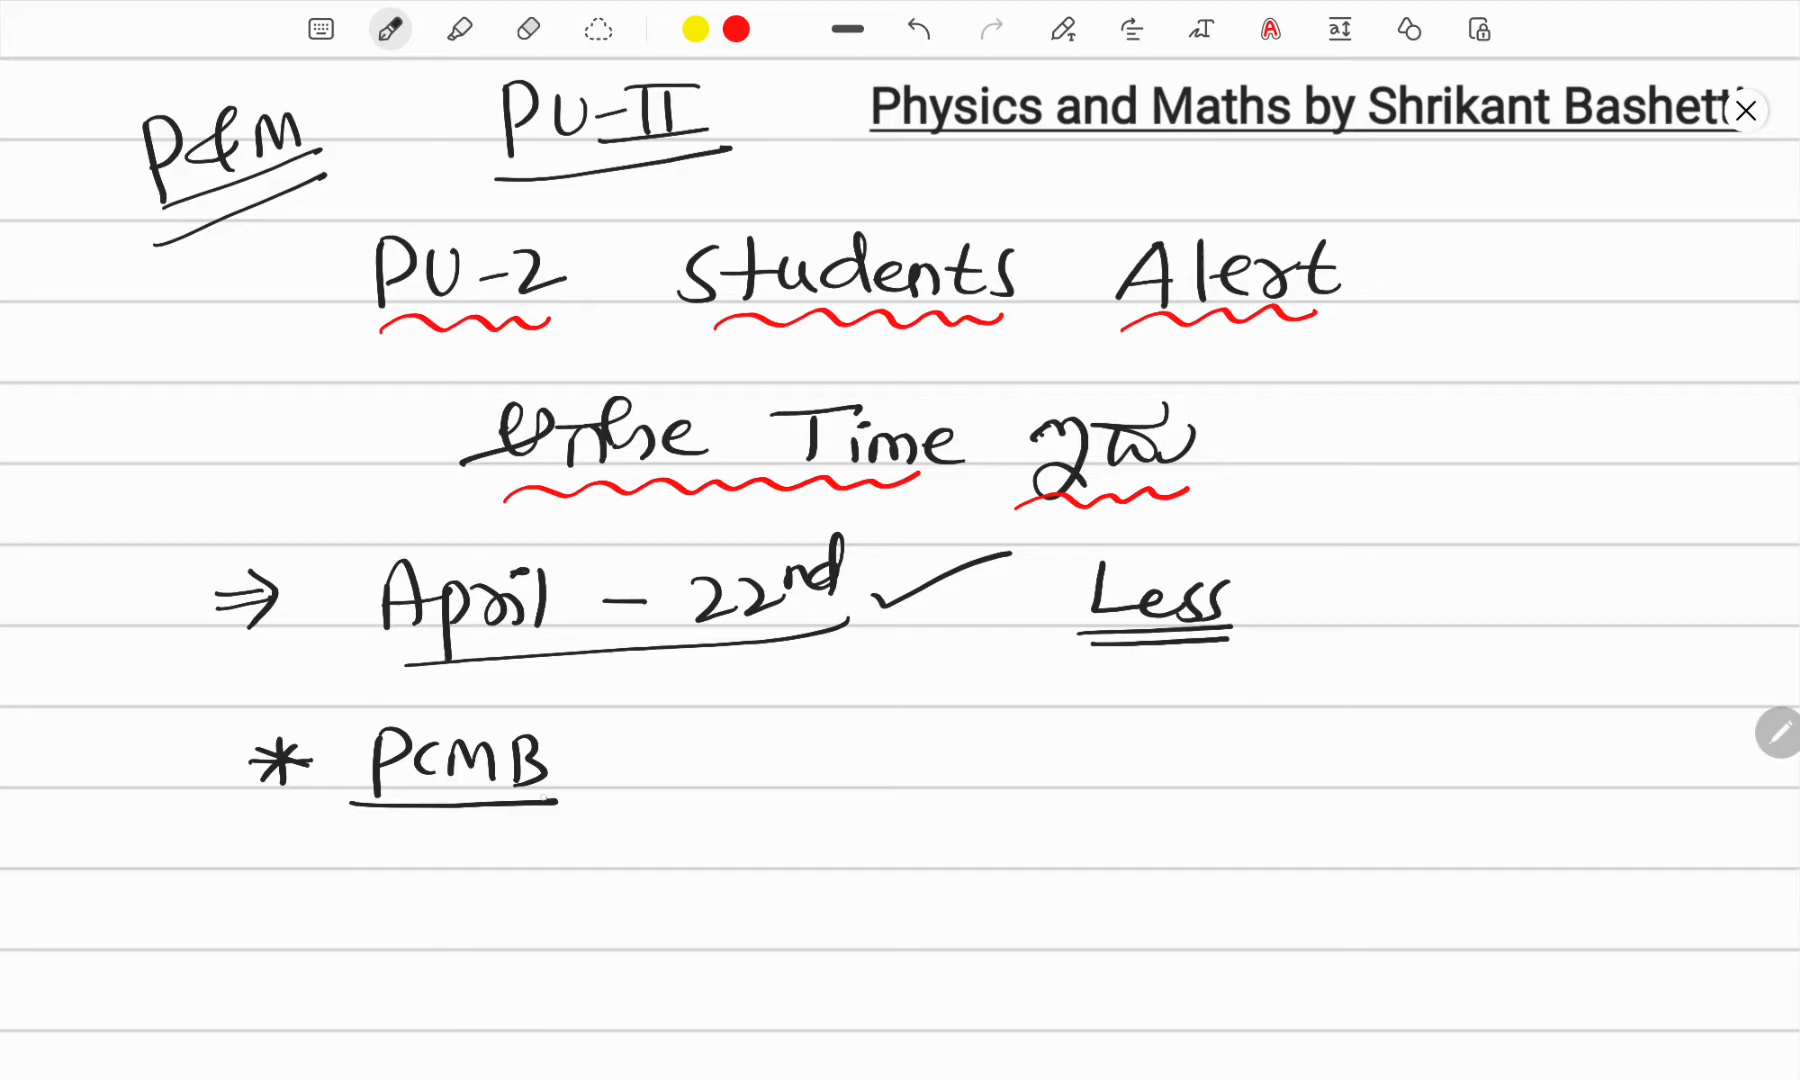 P&M PU-II Physics and Maths by Shrikant Bashett
PU-2 Students Alert
Time
⇒ April - 22nd ✓ Less
* PCMB